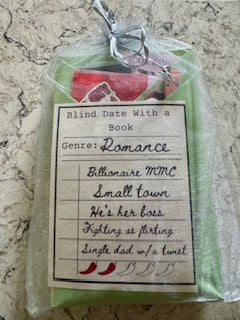 Blind Date With a
Book
Genre: Romance
Billionaire MMC
Small town
He's her boss
Fighting as flirting
Single dad w/ a twist